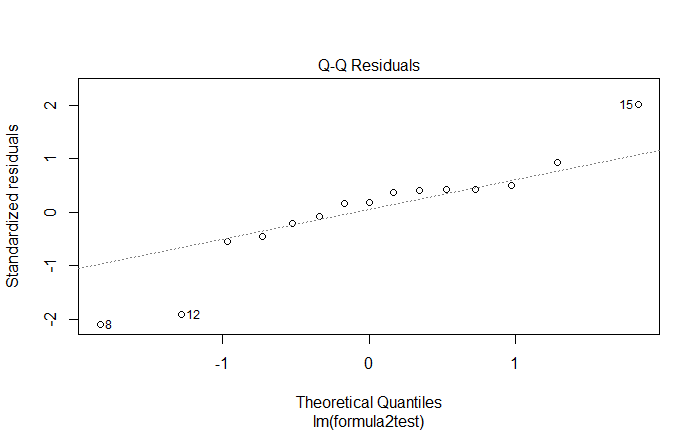 Q-Q Residuals
Standardized residuals
2
1
0
-1
-2
15
12
8
-1 0 1
Theoretical Quantiles
lm(formula2test)